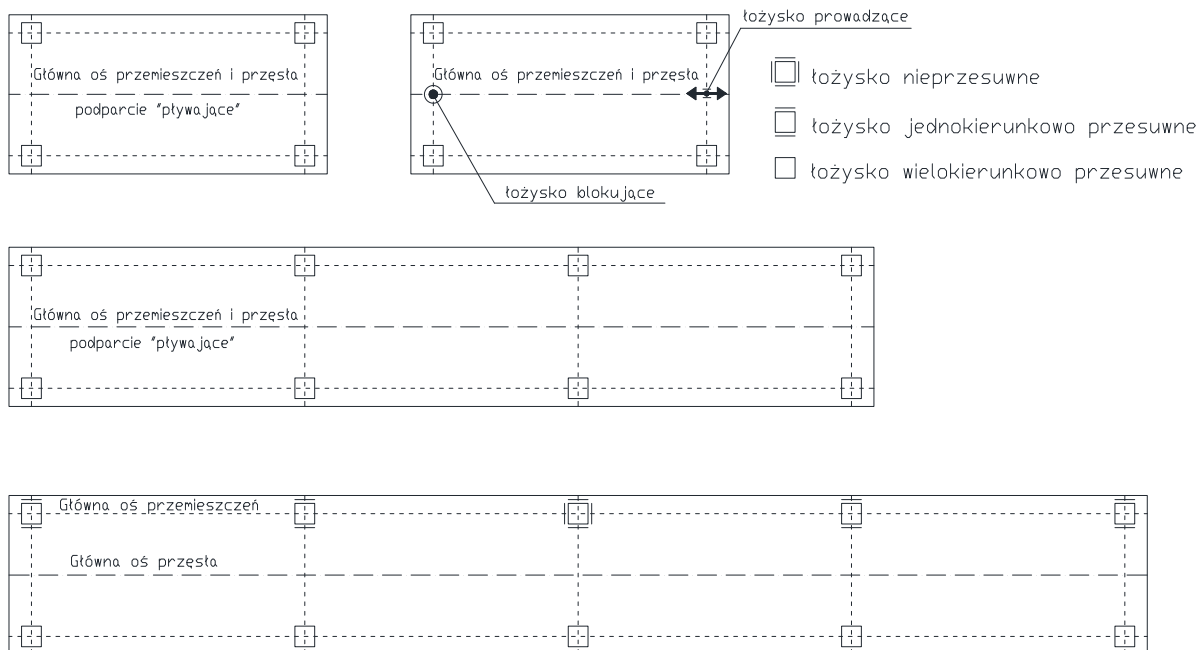 Główna oś przemieszczeń i przęsła
podparcie "pływające"
łożysko prowadzące
Główna oś przemieszczeń i przęsła
łożysko blokujące
łożysko nieprzesuwne
łożysko jednokierunkowo przesuwne
łożysko wielokierunkowo przesuwne
Główna oś przemieszczeń i przęsła
podparcie "pływające"
Główna oś przemieszczeń
Główna oś przęsła